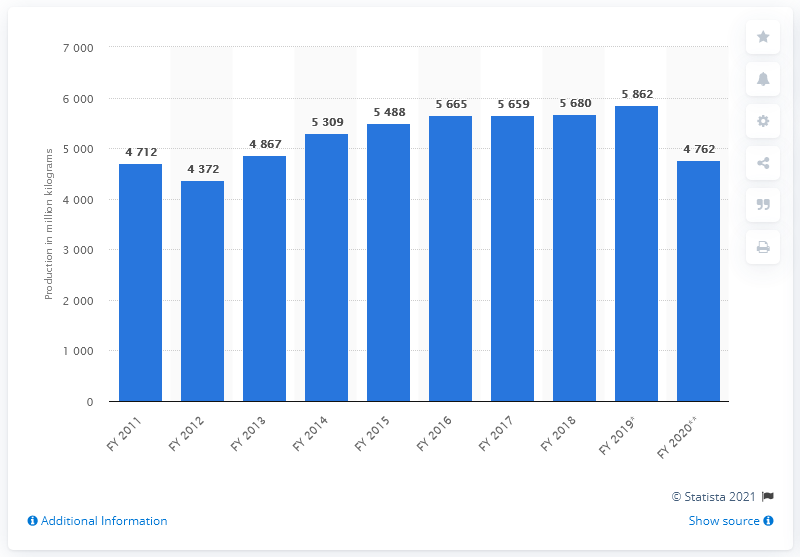 7 000
6 000
5 000
4 000
3 000
2 000
1 000
0
Production in million kilograms
4 712
4 372
4 867
5 309
5 488
5 665
5 659
5 680
5 862
4 762
FY 2011
FY 2012
FY 2013
FY 2014
FY 2015
FY 2016
FY 2017
FY 2018
FY 2019*
FY 2020**
© Statista 2021
Additional Information
Show source